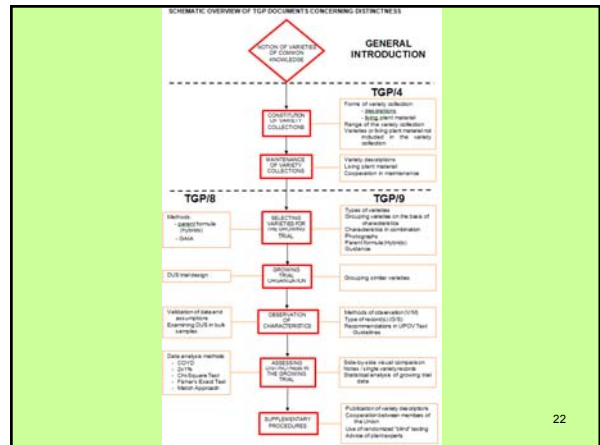 SCHEMATIC OVERVIEW OF TGP DOCUMENTS CONCERNING DISTINCTNESS
NOTION OF VARIETIES
OF COMMON
KNOWLEDGE
GENERAL
INTRODUCTION
TGP/4
CONSTITUTION
OF VARIETY
COLLECTIONS
Forms of variety collection
- descriptions
- living plant material
Range of the variety collection
Varieties or living plant material not
included in the variety
collection
MAINTENANCE
OF VARIETY
COLLECTIONS
Variety descriptions
Living plant material
Cooperation in maintenance
TGP/8
TGP/9
Methods:
- parent formula
(Hybrids)
- GAIA
SELECTING
VARIETIES FOR
THE GROWING
TRIAL
Types of varieties
Grouping varieties on the basis of
characteristics
Characteristics in combination
Photographs
Parent formula (Hybrids)
Guidance
DUS trial design
GROWING
TRIAL
ORGANISATION
Grouping similar varieties
Validation of data and
assumptions
Examining DUS in bulk
samples
OBSERVATION
OF
CHARACTERISTICS
Methods of observation (V/M)
Type of record(s) (G/S)
Recommendations in UPOV Test
Guidelines
Data analysis methods:
- COYD
- 2x1%
- Chi-Square Test
- Fisher's Exact Test
- Match Approach
ASSESSING
DISTINCTNESS IN
THE GROWING
TRIAL
Side-by-side visual comparison
Notes / single variety records
Statistical analysis of growing trial
data
SUPPLEMENTARY
PROCEDURES
Publication of variety descriptions
Cooperation between members of
the Union
Use of randomized "blind" testing
Advice of plant experts
22